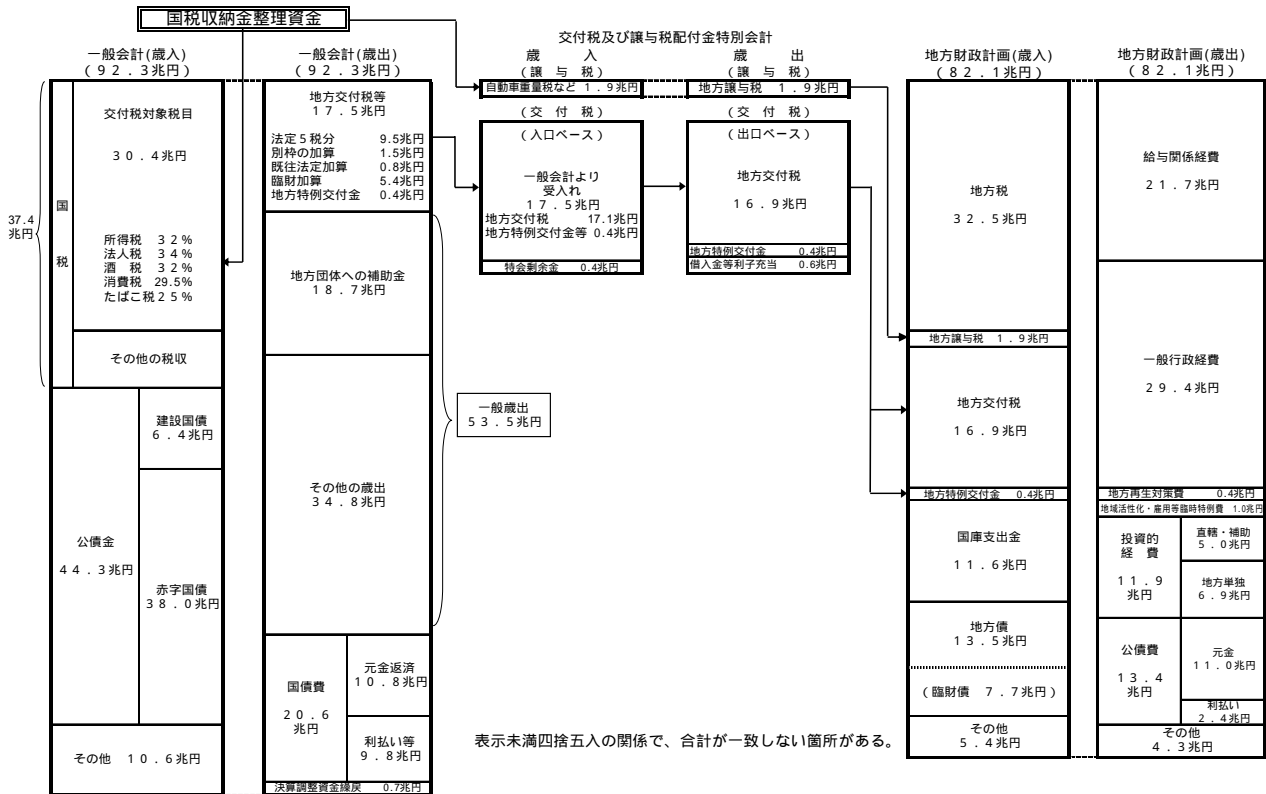 国税収納金整理資金
一般会計(歳入)
(９２.３兆円)
37.4
兆円
国
税
交付税対象税目
３０.４兆円
所得税 ３２%
法人税 ３４%
酒 税 ３２%
消費税 29.5%
たばこ税２５%
その他の税収
公債金
４４.３兆円
建設国債
６.４兆円
赤字国債
３８.０兆円
その他 １０.６兆円
一般会計(歳出)
(９２.３兆円)
地方交付税等
１７.５兆円
法定５税分 9.5兆円
別枠の加算 1.5兆円
既往法定加算 0.8兆円
臨財加算 5.4兆円
地方特例交付金 0.4兆円
地方団体への補助金
１８.７兆円
その他の歳出
３４.８兆円
国債費
２０.６
兆円
元金返済
１０.８兆円
利払い等
９.８兆円
決算調整資金繰戻 0.7兆円
一般歳出
５３.５兆円
交付税及び譲与税配付金特別会計
歳 入
(譲 与 税)
自動車重量税など １.９兆円
(交 付 税)
(入口ベース)
一般会計より
受入れ
１７.５兆円
地方交付税 17.1兆円
地方特例交付金等 0.4兆円
特会剰余金 0.4兆円
歳 出
(譲 与 税)
地方譲与税 １.９兆円
(交 付 税)
(出口ベース)
地方交付税
１６.９兆円
地方特例交付金 0.4兆円
借入金等利子充当 0.6兆円
地方財政計画(歳入)
(８２.１兆円)
地方税
３２.５兆円
地方譲与税 １.９兆円
地方交付税
１６.９兆円
地方特例交付金 0.4兆円
国庫支出金
１１.６兆円
地方債
１３.５兆円
(臨財債 ７.７兆円)
その他
５.４兆円
地方財政計画(歳出)
(８２.１兆円)
給与関係経費
２１.７兆円
一般行政経費
２９.４兆円
地方再生対策費 0.4兆円
地域活性化・雇用等臨時特例費 1.0兆円
投資的
経 費
１１.９
兆円
直轄・補助
５.０兆円
地方単独
６.９兆円
公債費
１３.４
兆円
元金
１１.０兆円
利払い
２.４兆円
その他
４.３兆円
表示未満四捨五入の関係で、合計が一致しない箇所がある。